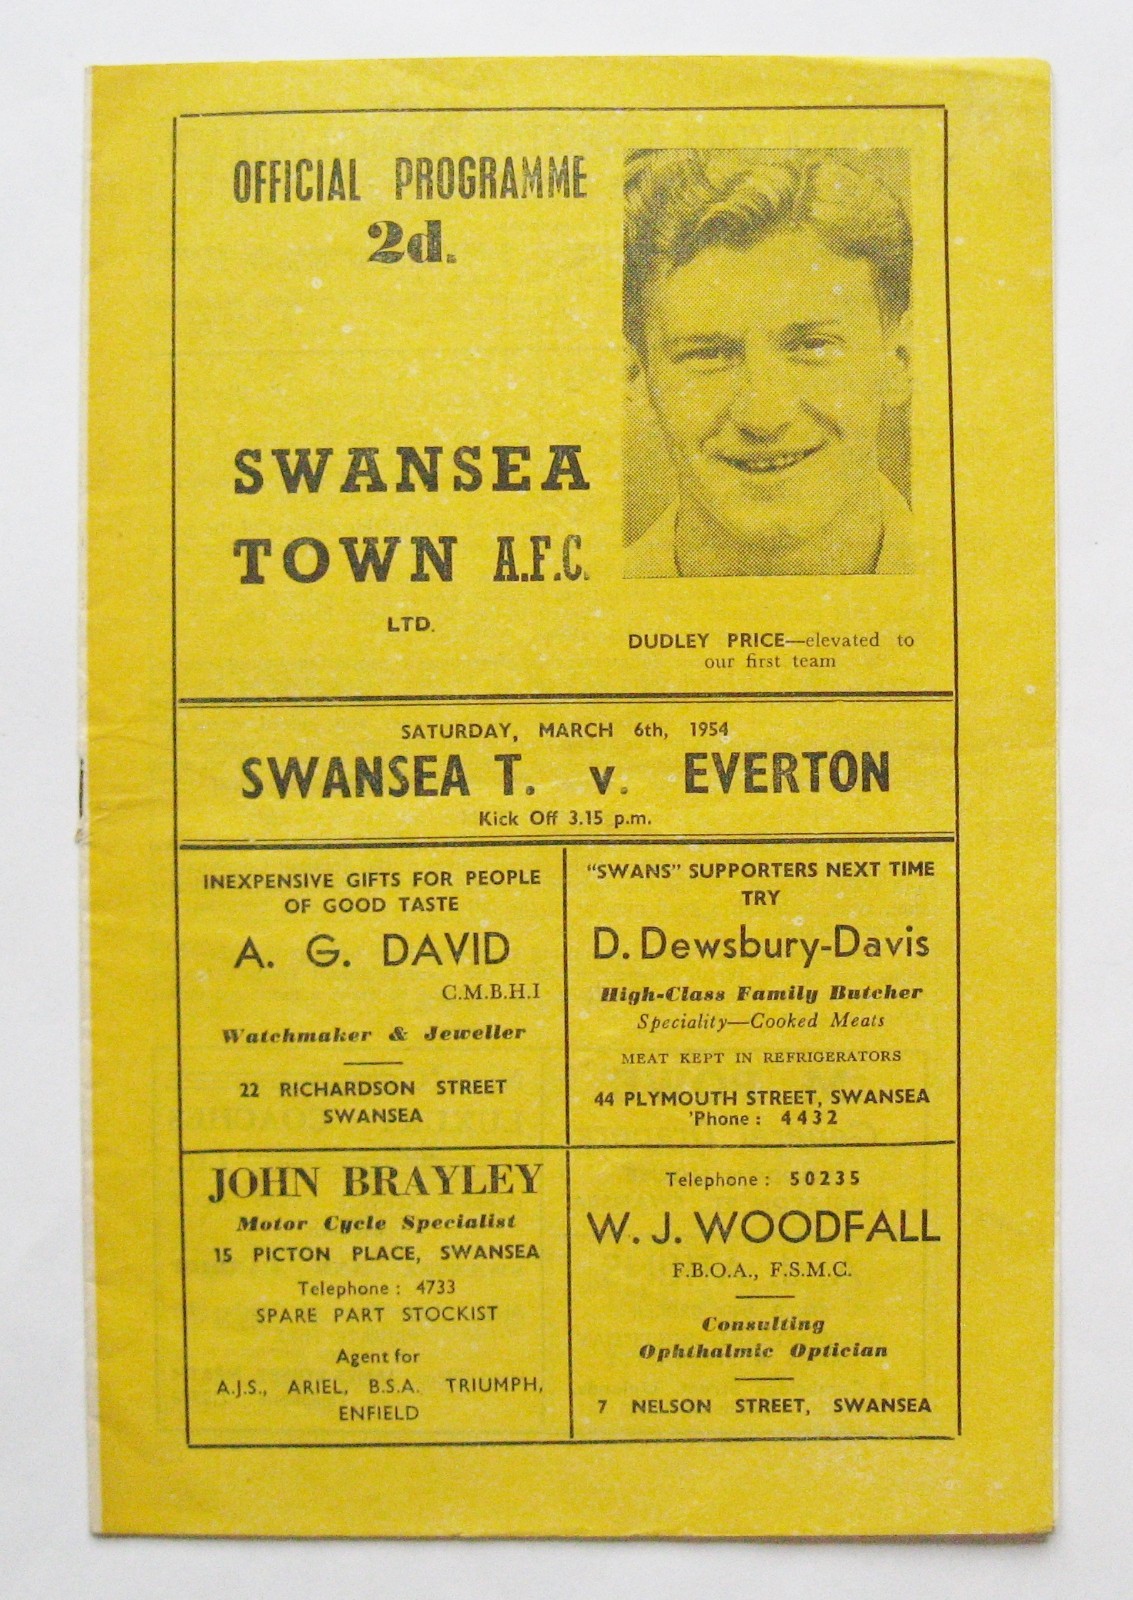 OFFICIAL PROGRAMME
2d.
SWANSEA
TOWN A.F.C.
LTD.
DUDLEY PRICE—elevated to
our first team
SATURDAY, MARCH 6th, 1954
SWANSEA T. v. EVERTON
Kick Off 3.15 p.m.
INEXPENSIVE GIFTS FOR PEOPLE
OF GOOD TASTE
A. G. DAVID
C.M.B.H.I
Watchmaker & Jeweller
22 RICHARDSON STREET
SWANSEA
"SWANS" SUPPORTERS NEXT TIME
TRY
D. Dewsbury-Davis
High-Class Family Butcher
Speciality—Cooked Meats
MEAT KEPT IN REFRIGERATORS
44 PLYMOUTH STREET, SWANSEA
'Phone : 4432
JOHN BRAYLEY
Motor Cycle Specialist
15 PICTON PLACE, SWANSEA
Telephone : 4733
SPARE PART STOCKIST
Agent for
A.J.S., ARIEL, B.S.A. TRIUMPH,
ENFIELD
Telephone : 50235
W. J. WOODFALL
F.B.O.A., F.S.M.C.
Consulting
Ophthalmic Optician
7 NELSON STREET, SWANSEA